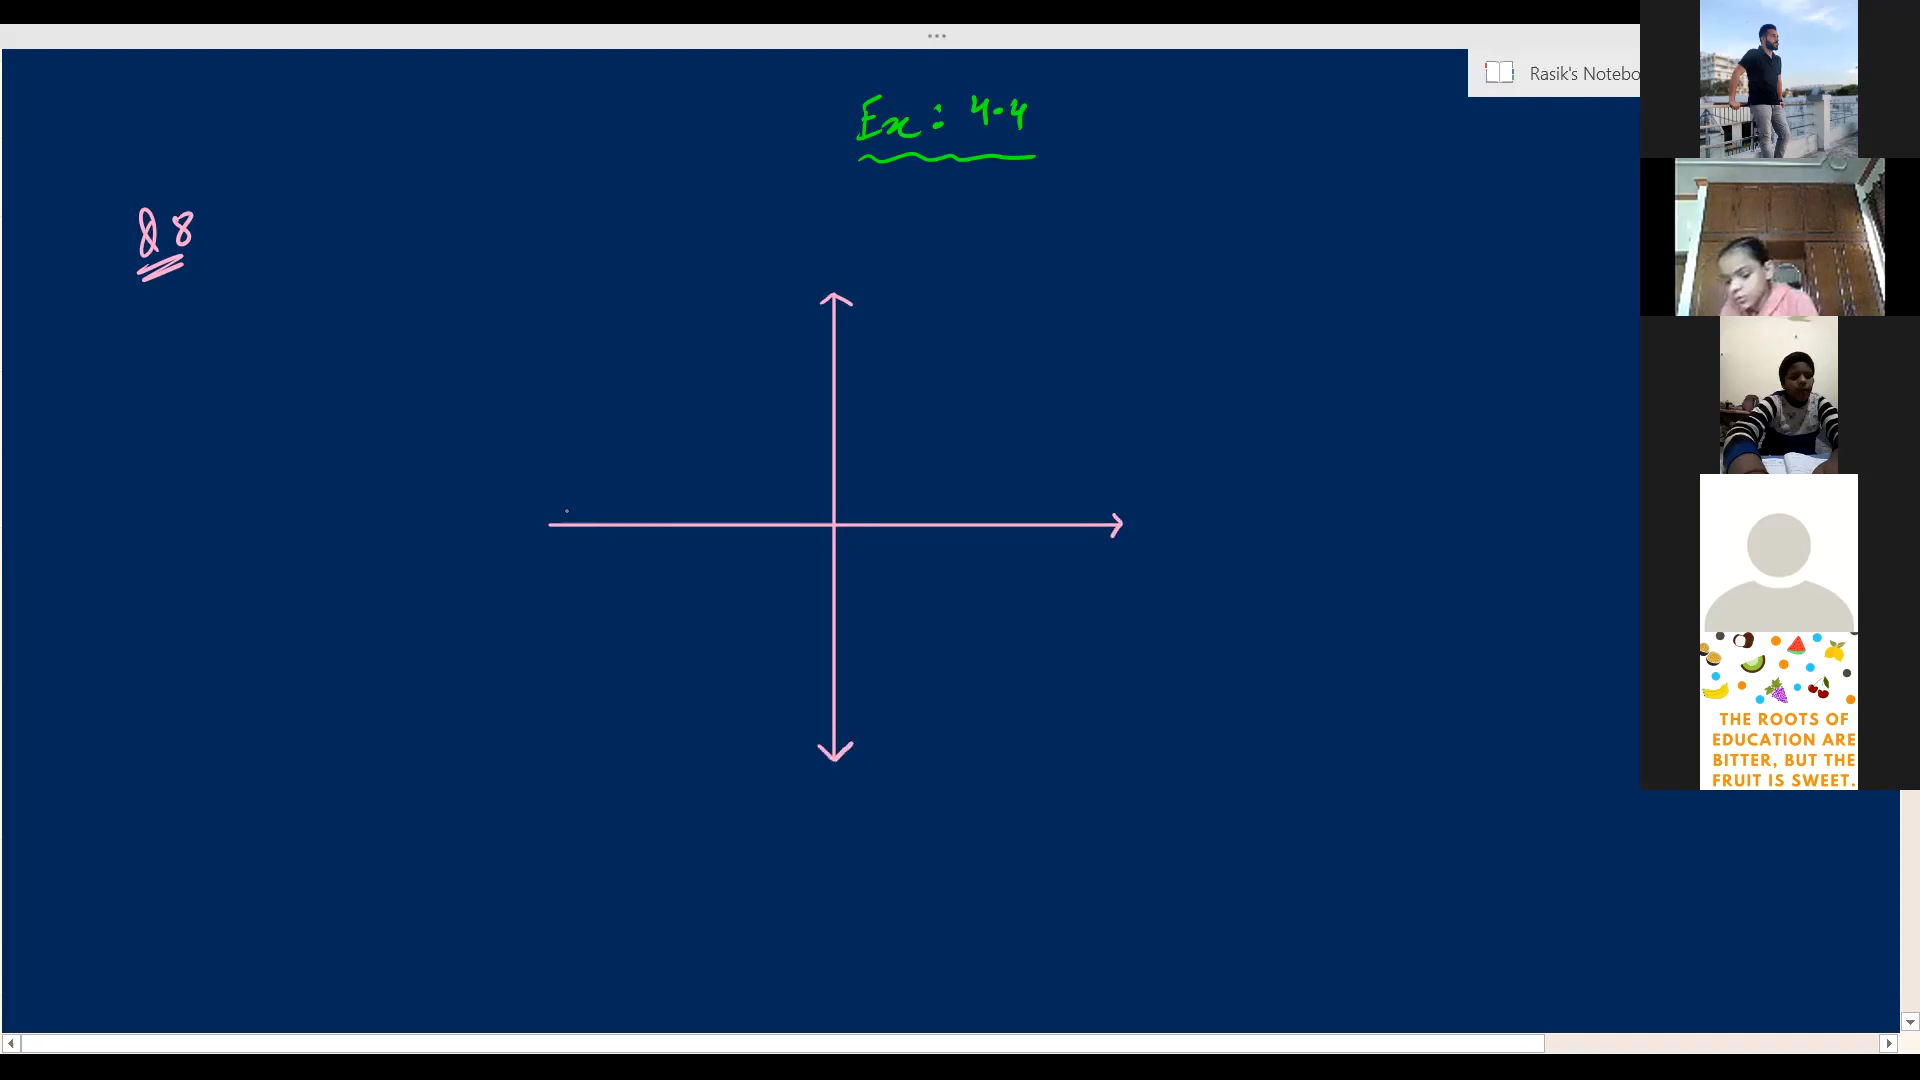 Rasik's Notebo
Ex: 4.4
Q 8
THE ROOTS OF
EDUCATION ARE
BITTER, BUT THE
FRUIT IS SWEET.